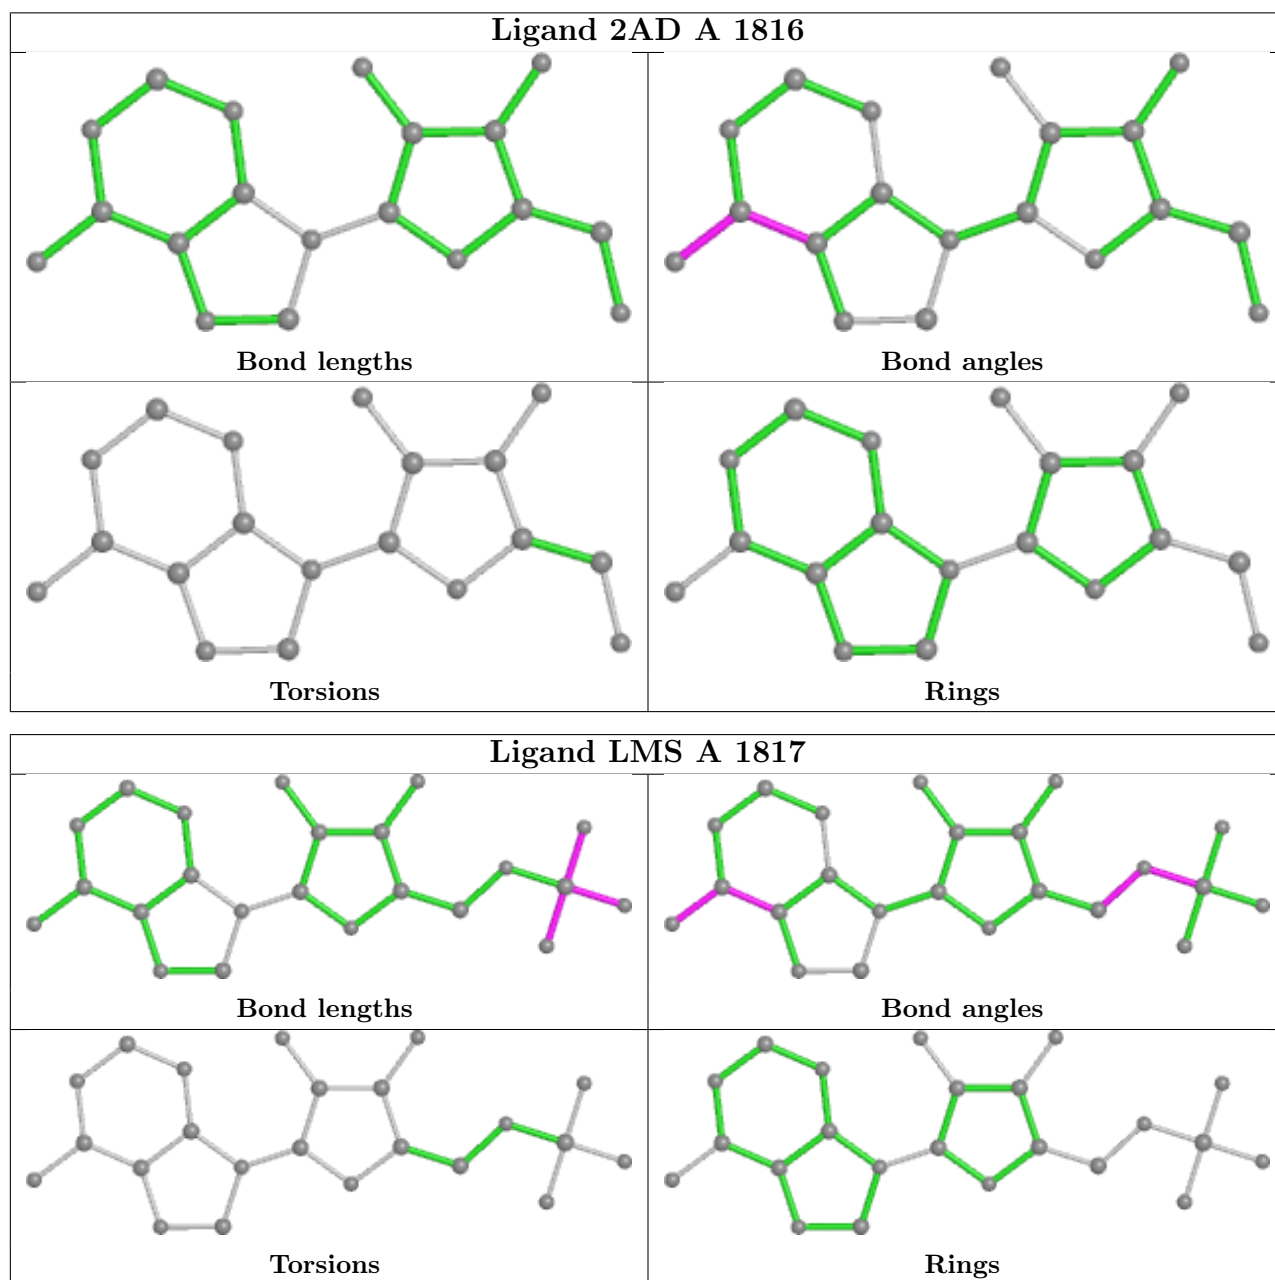 Ligand 2AD A 1816
Bond lengths
Bond angles
Torsions
Rings
Ligand LMS A 1817
Bond lengths
Bond angles
Torsions
Rings